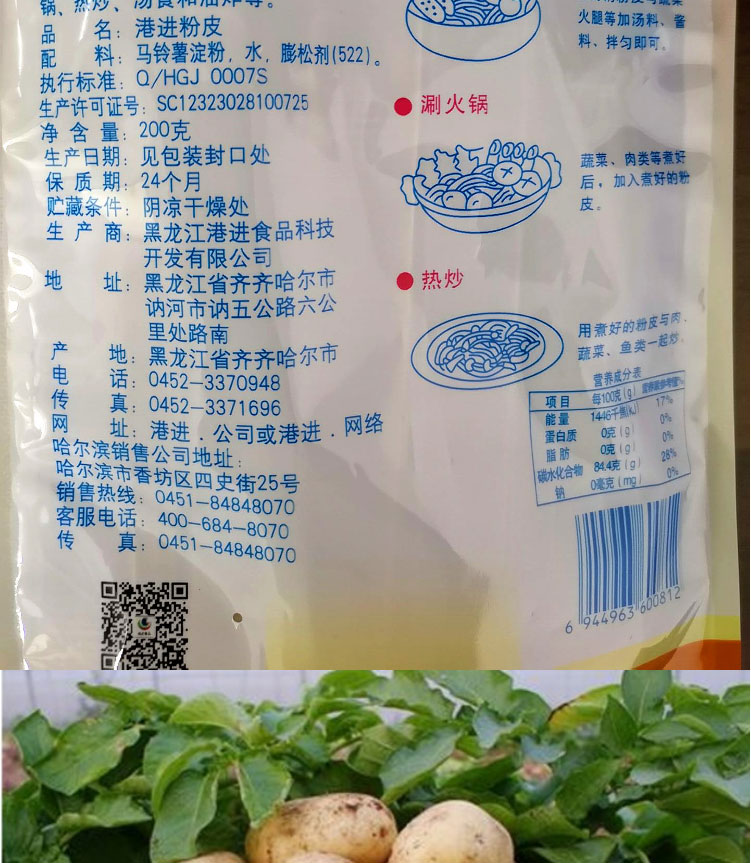 锅、热炒、汤食和油炸等。
品 名：港进粉皮
配 料：马铃薯淀粉，水，膨松剂(522)。
执行标准：Q/HGJ 0007S
生产许可证号：SC12323028100725
净 含 量：200克
生产日期：见包装封口处
保 质 期：24个月
贮藏条件：阴凉干燥处
生 产 商：黑龙江港进食品科技
开发有限公司
地 址：黑龙江省齐齐哈尔市
讷河市讷五公路六公
里处路南
产 地：黑龙江省齐齐哈尔市
电 话：0452—3370948
传 真：0452—3371696
网 址：港进．公司或港进．网络
哈尔滨销售公司地址：
哈尔滨市香坊区四史街25号
销售热线：0451—84848070
客服电话：400—684—8070
传 真：0451—84848070
火腿等加汤料、酱
料、拌匀即可。
● 涮火锅
蔬菜、肉类等煮好
后，加入煮好的粉
皮。
● 热炒
用煮好的粉皮与肉、
蔬菜、鱼类一起炒。
营养成分表
项目 每100克(g) 营养素参考值%
能量 1446千焦(KJ) 17%
蛋白质 0克(g) 0%
脂肪 0克(g) 0%
碳水化合物 84.4克(g) 28%
钠 0毫克(mg) 0%
6 944963 600812